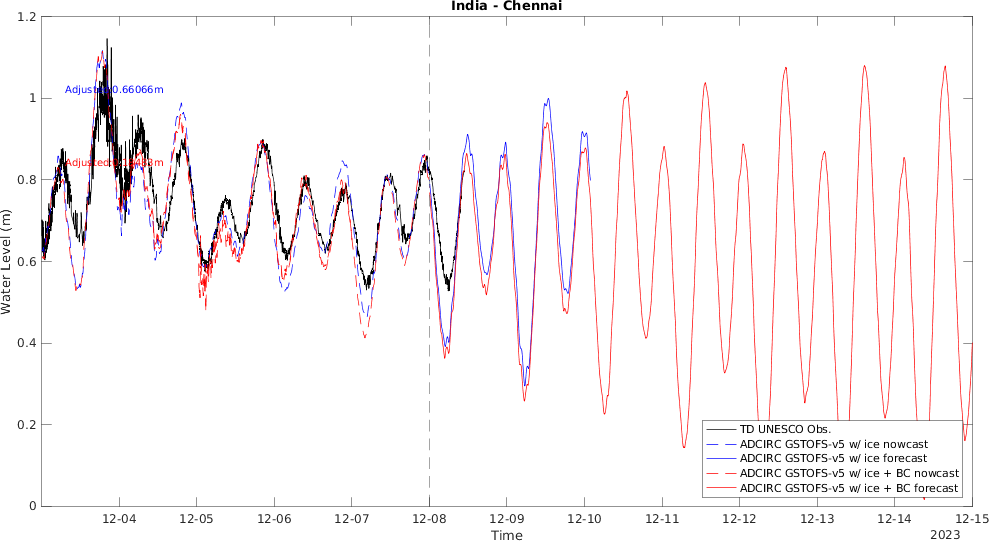 India - Chennai
1.2
1
0.8
0.6
0.4
0.2
0
Water Level (m)
Adjusted:0.66066m
TD UNESCO Obs.
ADCIRC GSTOFS-v5 w/ ice nowcast
ADCIRC GSTOFS-v5 w/ ice forecast
ADCIRC GSTOFS-v5 w/ ice + BC nowcast
ADCIRC GSTOFS-v5 w/ ice + BC forecast
12-04 12-05 12-06 12-07 12-08 12-09 12-10 12-11 12-12 12-13 12-14 12-15
Time
2023